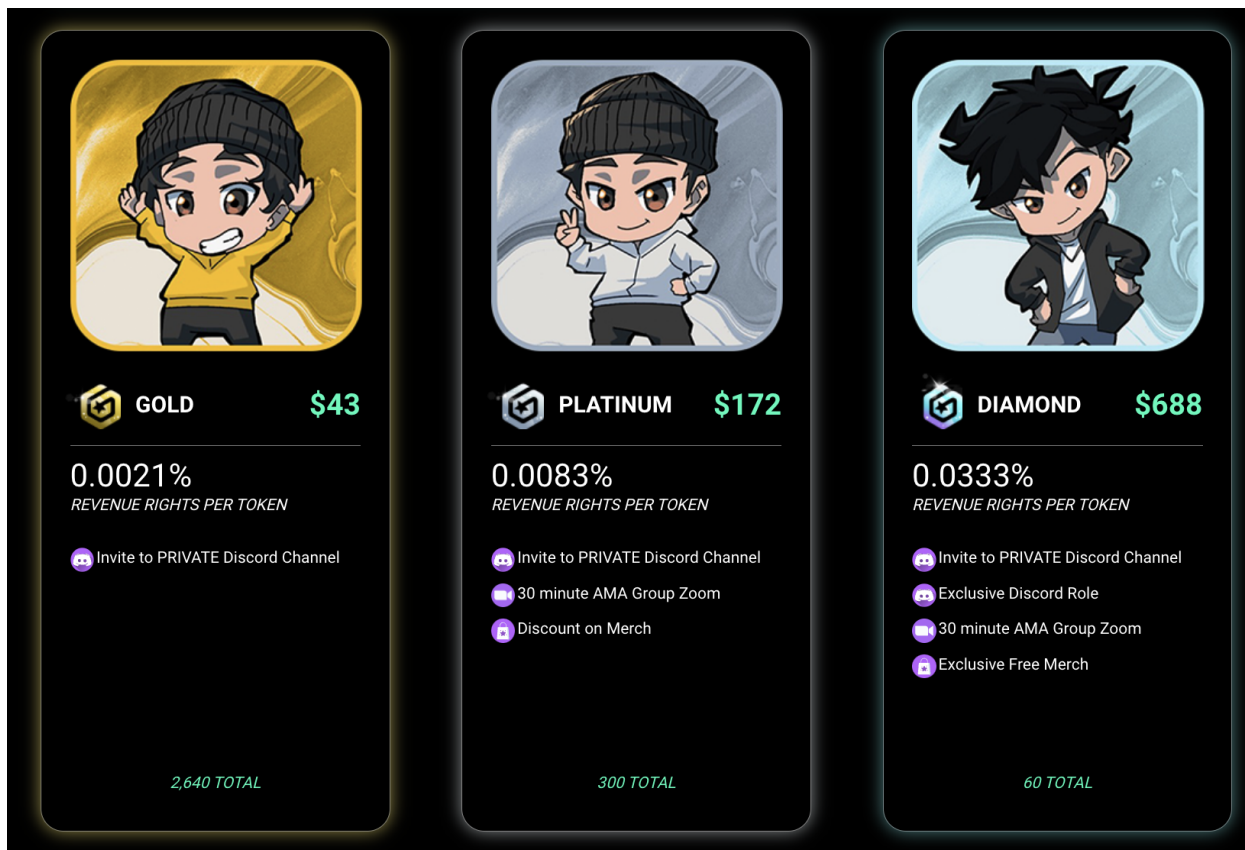 GOLD
$43
0.0021%
REVENUE RIGHTS PER TOKEN
Invite to PRIVATE Discord Channel
2,640 TOTAL
PLATINUM
$172
0.0083%
REVENUE RIGHTS PER TOKEN
Invite to PRIVATE Discord Channel
30 minute AMA Group Zoom
Discount on Merch
300 TOTAL
DIAMOND
$688
0.0333%
REVENUE RIGHTS PER TOKEN
Invite to PRIVATE Discord Channel
Exclusive Discord Role
30 minute AMA Group Zoom
Exclusive Free Merch
60 TOTAL